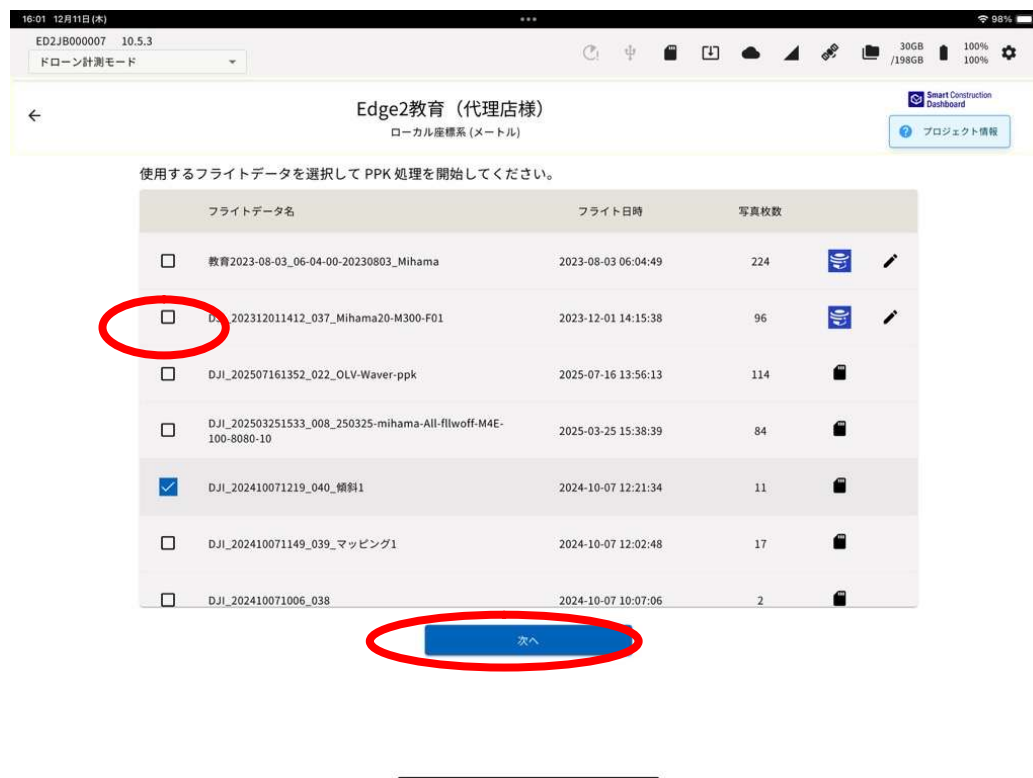 16:01 12月11日(木)
98%
ED2JB000007 10.5.3
ドローン計測モード
30GB
/198GB
100%
100%
Edge2教育（代理店様）
ローカル座標系 (メートル)
Smart Construction
Dashboard
プロジェクト情報
使用するフライトデータを選択して PPK 処理を開始してください。
フライトデータ名 フライト日時 写真枚数
教育2023-08-03_06-04-00-20230803_Mihama 2023-08-03 06:04:49 224
_202312011412_037_Mihama20-M300-F01 2023-12-01 14:15:38 96
DJI_202507161352_022_OLV-Waver-ppk 2025-07-16 13:56:13 114
DJI_202503251533_008_250325-mihama-All-fllwoff-M4E-
100-8080-10 2025-03-25 15:38:39 84
DJI_202410071219_040_傾斜1 2024-10-07 12:21:34 11
DJI_202410071149_039_マッピング1 2024-10-07 12:02:48 17
DJI_202410071006_038 2024-10-07 10:07:06 2
次へ